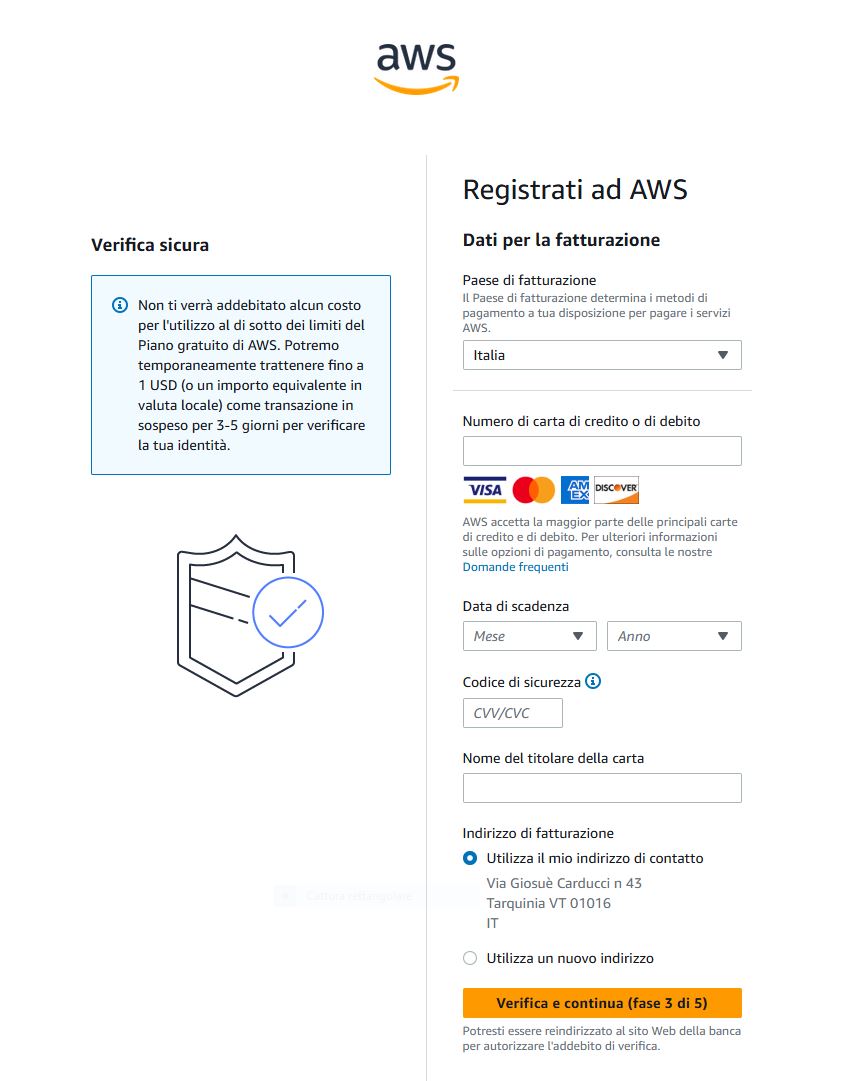 aws
Verifica sicura
Non ti verrà addebitato alcun costo
per l'utilizzo al di sotto dei limiti del
Piano gratuito di AWS. Potremo
temporaneamente trattenere fino a
1 USD (o un importo equivalente in
valuta locale) come transazione in
sospeso per 3-5 giorni per verificare
la tua identità.
Registrati ad AWS
Dati per la fatturazione
Paese di fatturazione
Il Paese di fatturazione determina i metodi di
pagamento a tua disposizione per pagare i servizi
AWS.
Italia
Numero di carta di credito o di debito
VISA AM EX DISCOVER
AWS accetta la maggior parte delle principali carte
di credito e di debito. Per ulteriori informazioni
sulle opzioni di pagamento, consulta le nostre
Domande frequenti
Data di scadenza
Mese Anno
Codice di sicurezza
CVV/CVC
Nome del titolare della carta
Indirizzo di fatturazione
Utilizza il mio indirizzo di contatto
Via Giosuè Carducci n 43
Cattura rettangolare
Tarquinia VT 01016
IT
Utilizza un nuovo indirizzo
Verifica e continua (fase 3 di 5)
Potresti essere reindirizzato al sito Web della banca
per autorizzare l'addebito di verifica.